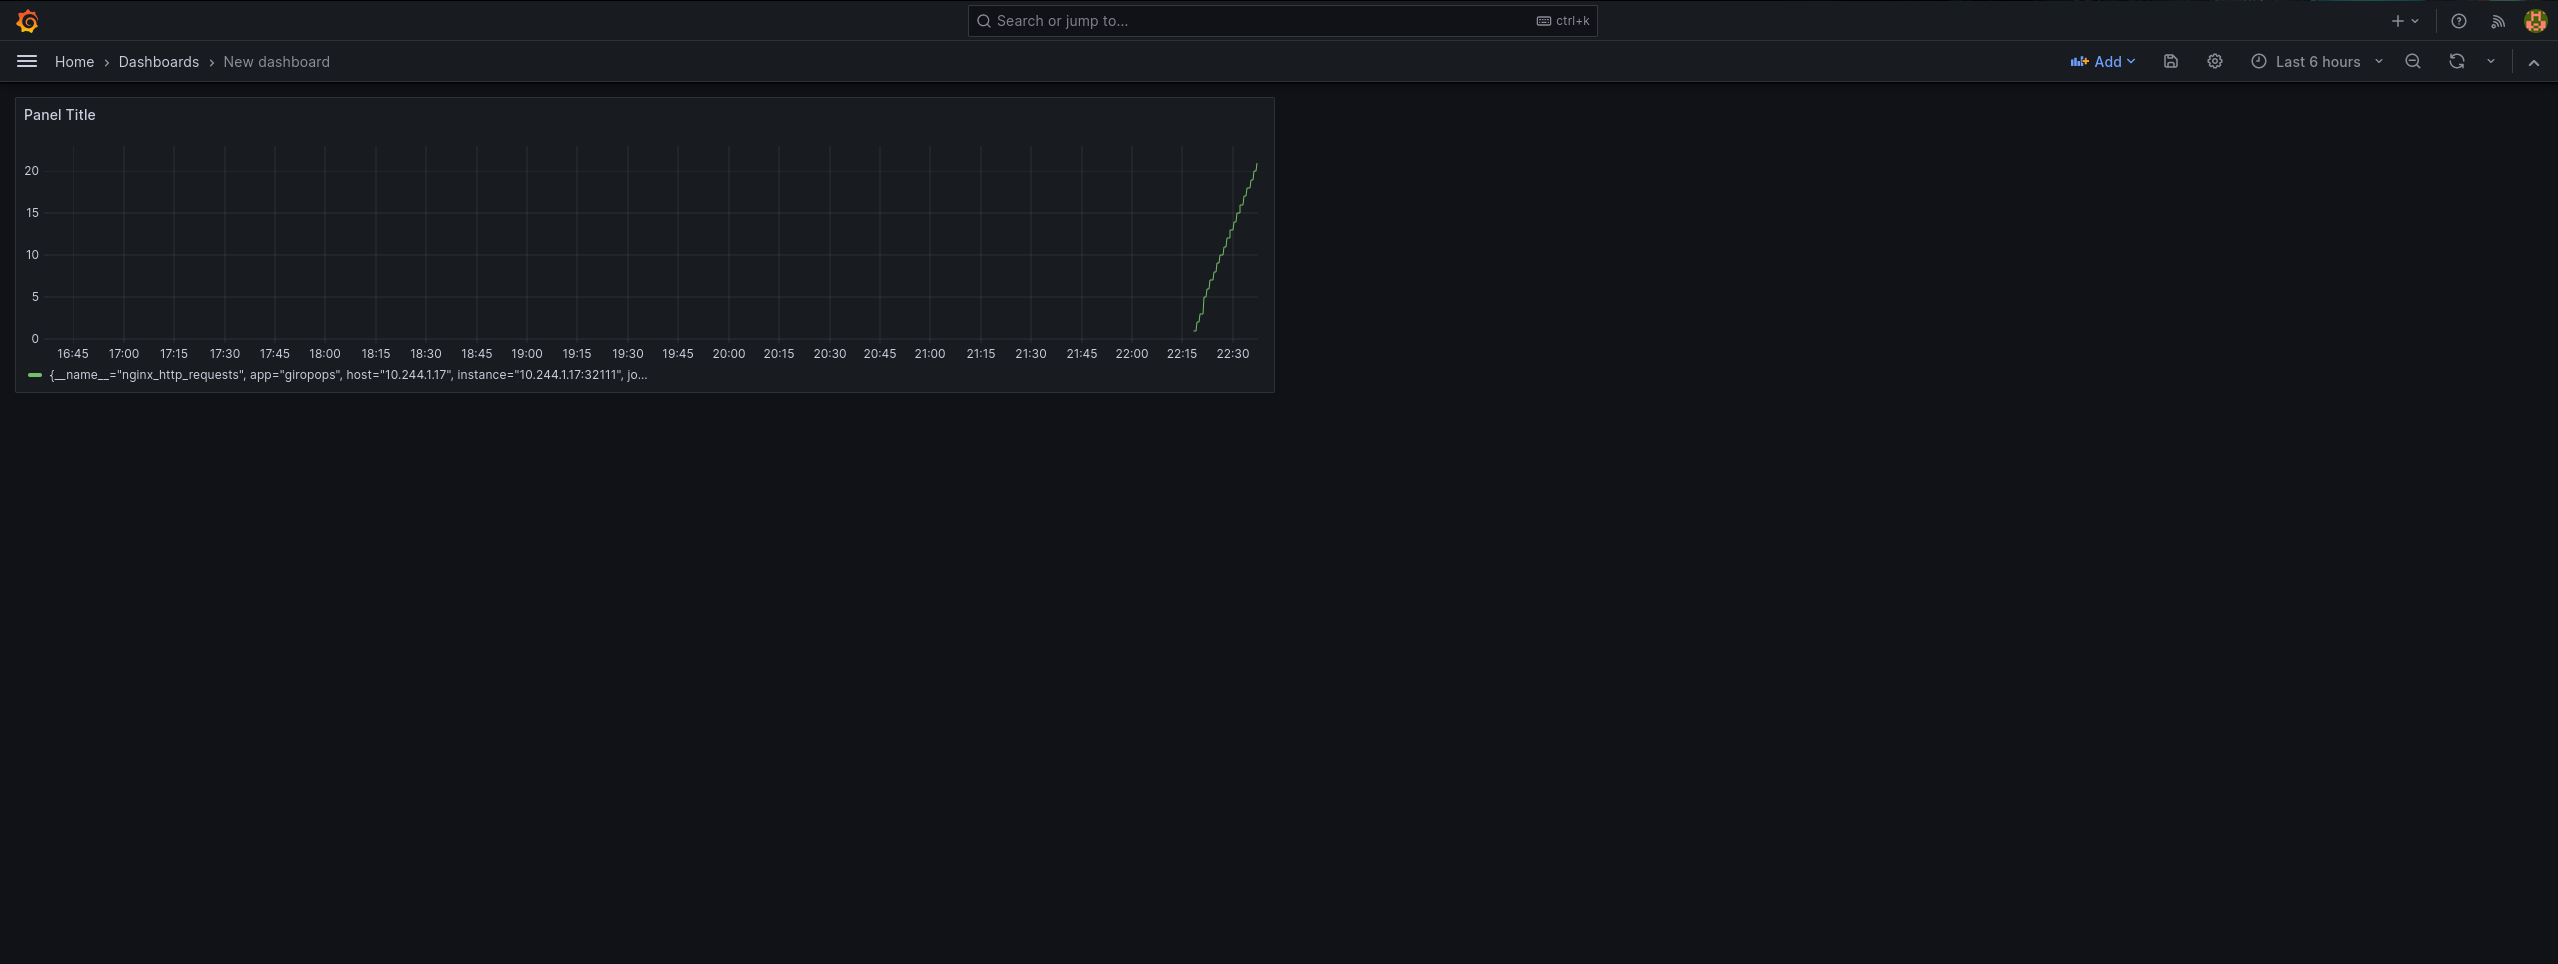 Search or jump to...
ctrl+k
Home › Dashboards › New dashboard
Add
Last 6 hours
Panel Title
20
15
10
5
0
16:45 17:00 17:15 17:30 17:45 18:00 18:15 18:30 18:45 19:00 19:15 19:30 19:45 20:00 20:15 20:30 20:45 21:00 21:15 21:30 21:45 22:00 22:15 22:30
{__name__="nginx_http_requests", app="giropops", host="10.244.1.17", instance="10.244.1.17:32111", jo...